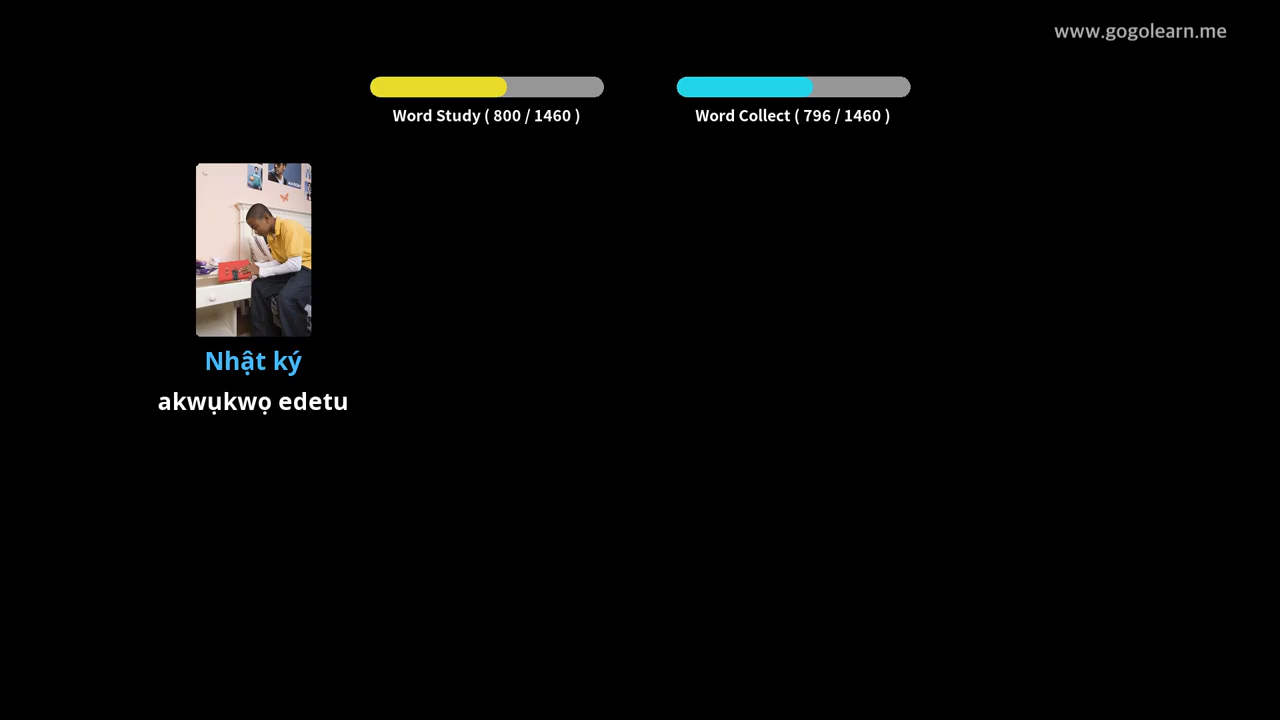 www.gogolearn.me
Word Study ( 800 / 1460 )
Word Collect ( 796 / 1460 )
Nhật ký
akwụkwọ edetu